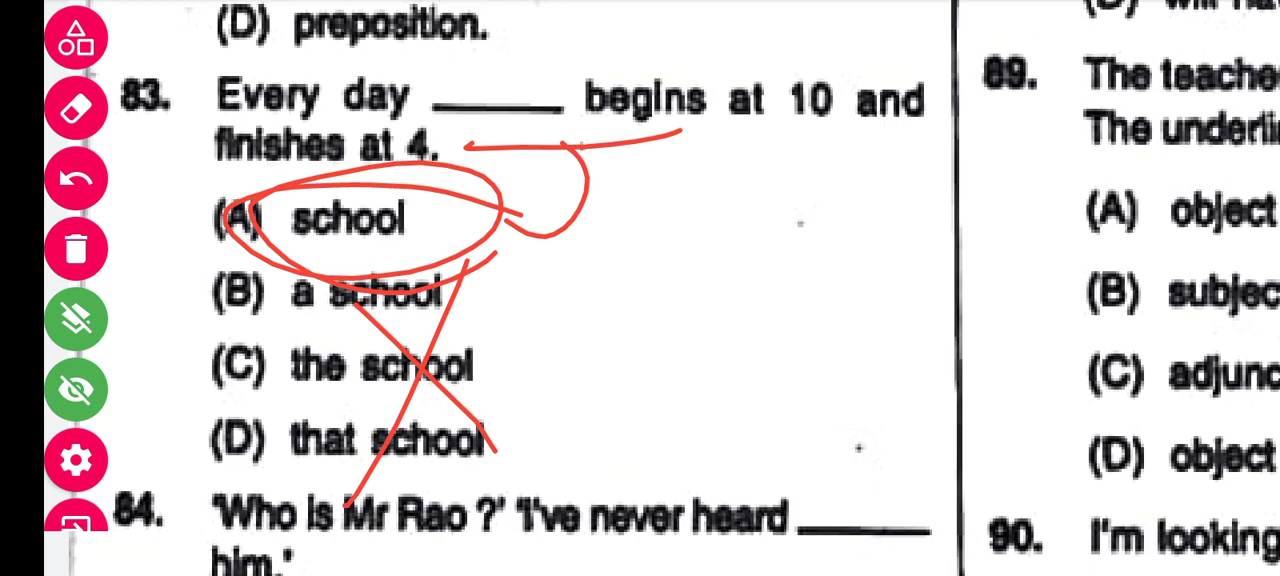 (D) preposition.
83. Every day ______ begins at 10 and
finishes at 4.
(A) school
(B) a school
(C) the school
(D) that school
84. 'Who is Mr Rao ?' 'I've never heard ______
him.'
89. The teache
The underli
(A) object
(B) subjec
(C) adjunc
(D) object
90. I'm looking